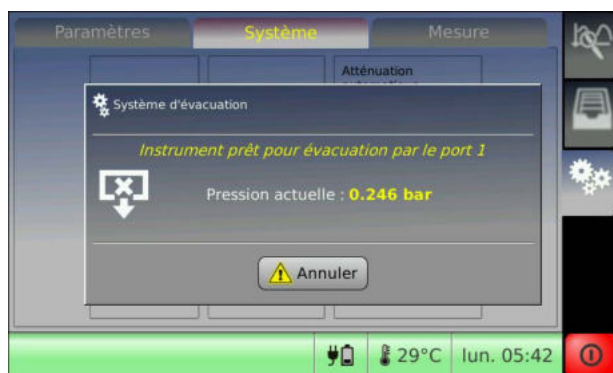 Paramètres Système Mesure
Atténuation
Système d'évacuation
Instrument prêt pour évacuation par le port 1
Pression actuelle : 0.246 bar
Annuler
29°C lun. 05:42